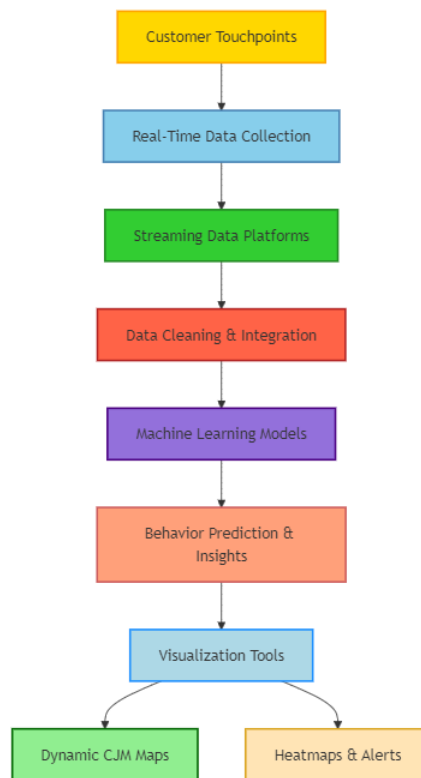 Customer Touchpoints
Real-Time Data Collection
Streaming Data Platforms
Data Cleaning & Integration
Machine Learning Models
Behavior Prediction &
Insights
Visualization Tools
Dynamic CJM Maps
Heatmaps & Alerts